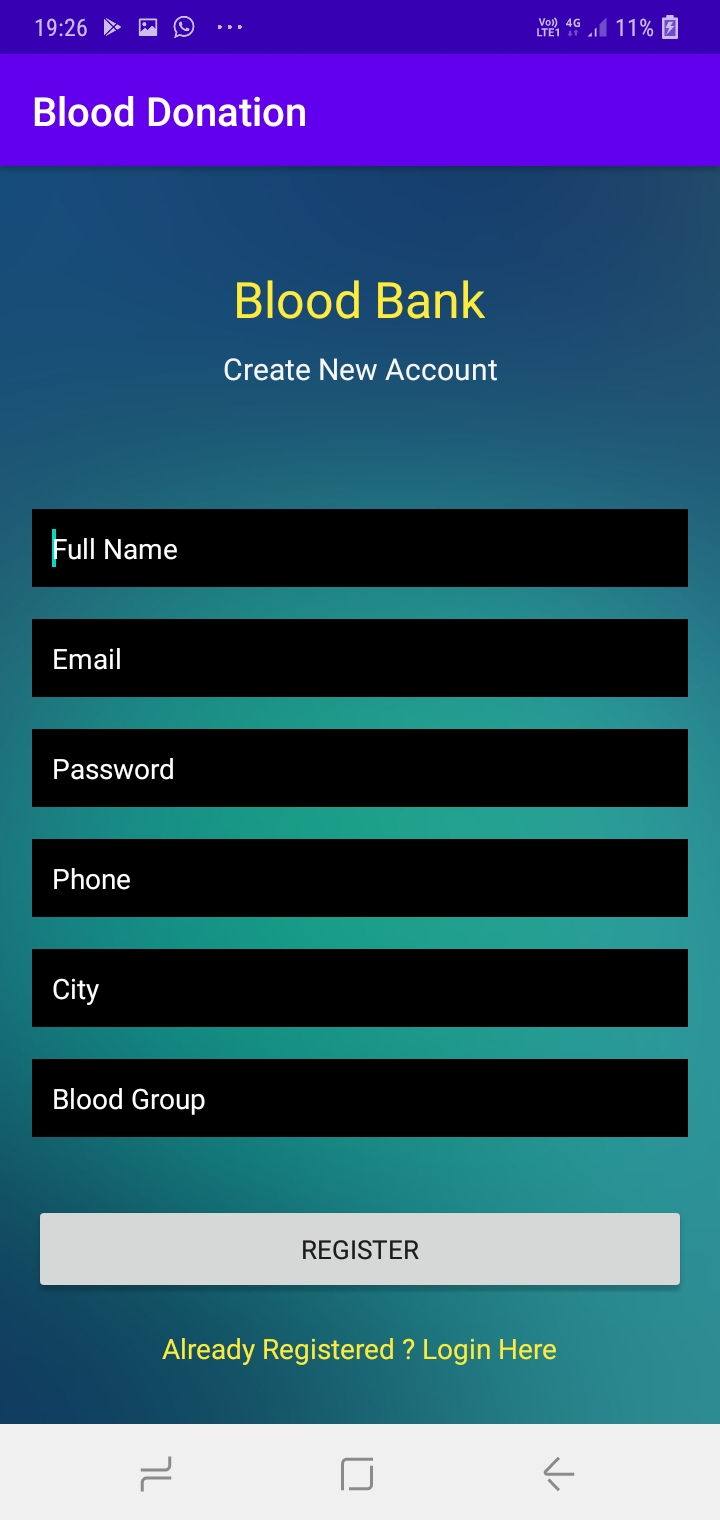 19:26 Vo)) LTE1 4G 11%
Blood Donation
Blood Bank
Create New Account
Full Name
Email
Password
Phone
City
Blood Group
REGISTER
Already Registered ? Login Here